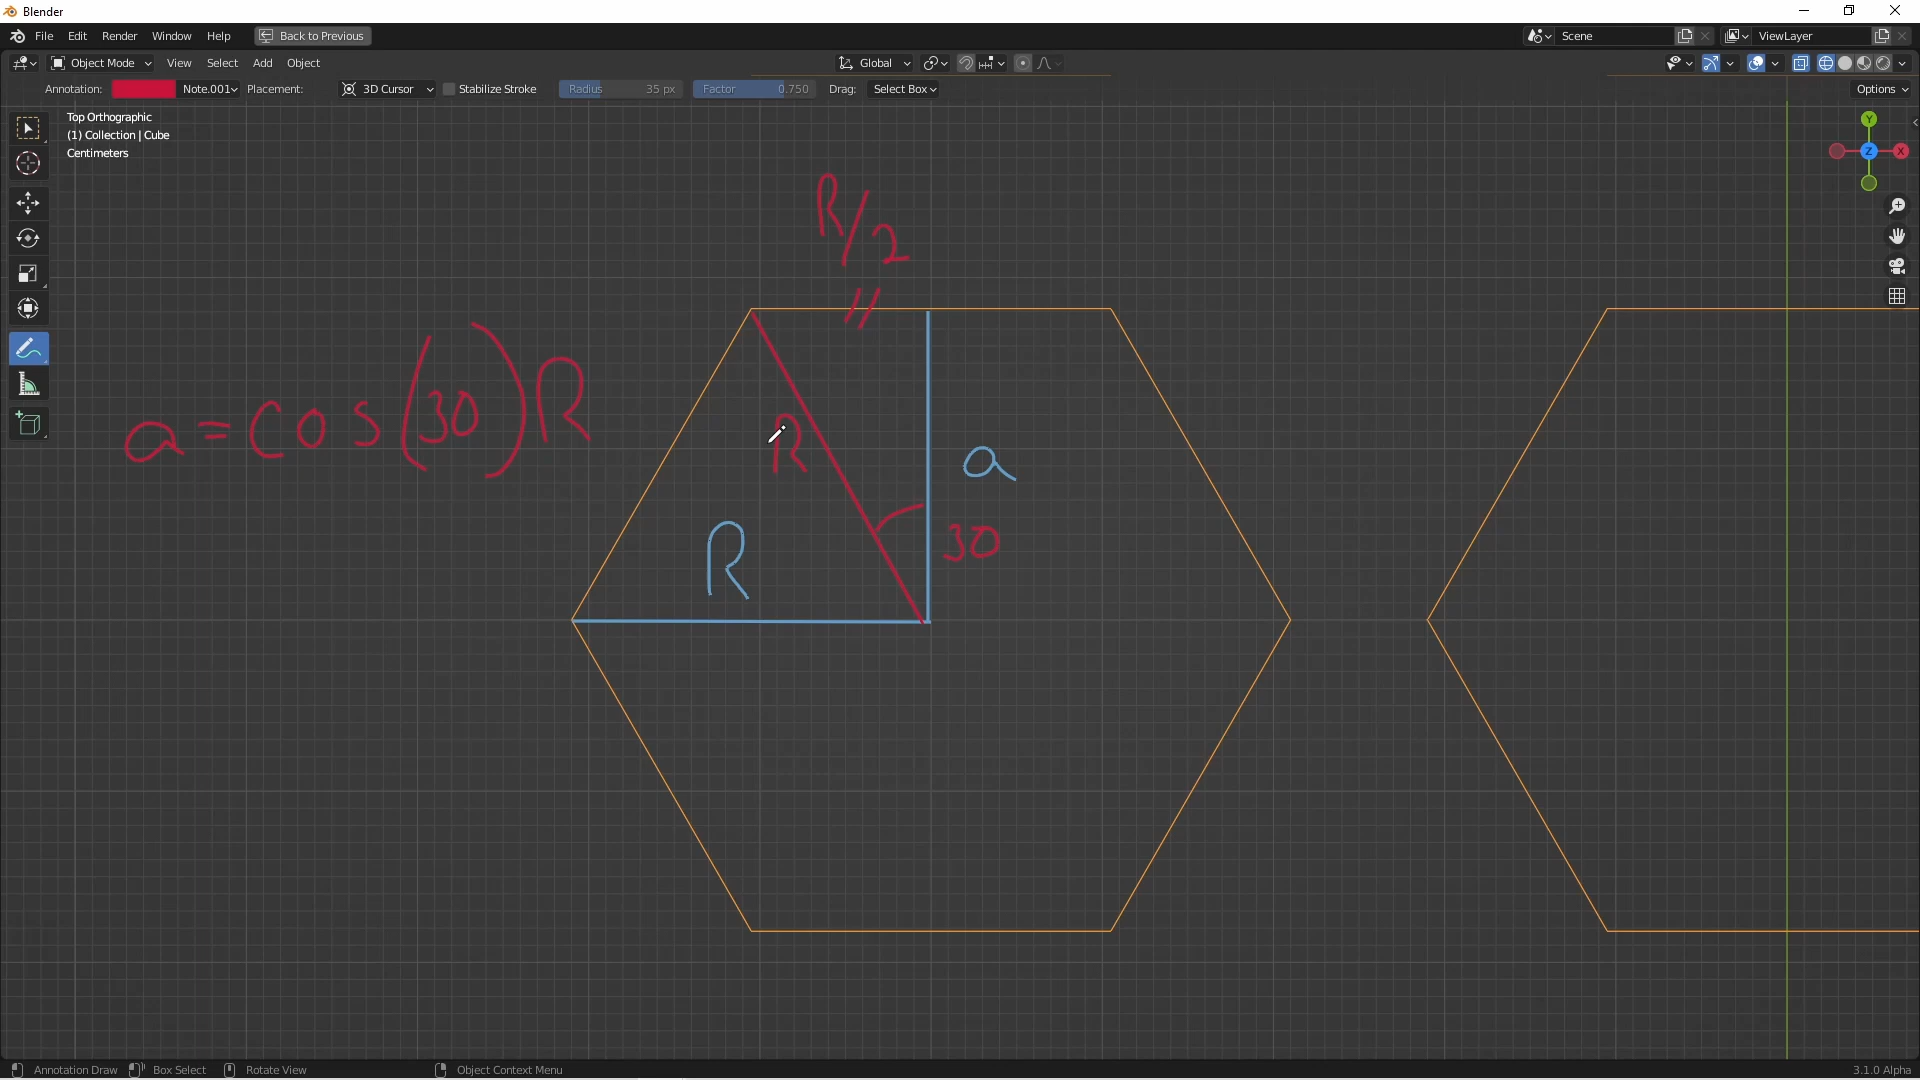 Blender
File Edit Render Window Help Back to Previous Scene ViewLayer
Object Mode View Select Add Object Global
Annotation: Note.001 Placement: 3D Cursor Stabilize Stroke Radius 35 px Factor 0.750 Drag: Select Box Options
Top Orthographic
(1) Collection | Cube
Centimeters
Y
Z X
R/2
a = cos(30)R
R
a
30
R
Annotation Draw Box Select Rotate View Object Context Menu 3.1.0 Alpha